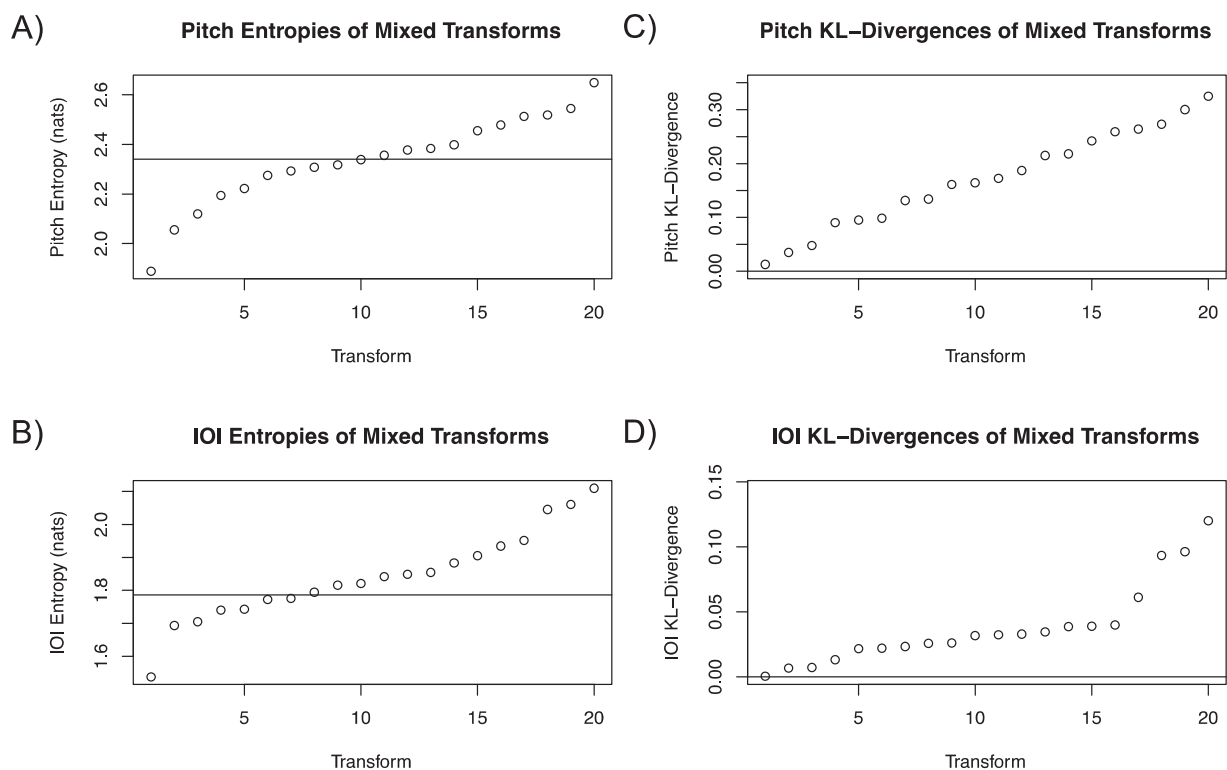 A)
Pitch Entropies of Mixed Transforms
Pitch Entropy (nats)
2.6
2.4
2.2
2.0
5 10 15 20
Transform
C)
Pitch KL–Divergences of Mixed Transforms
Pitch KL–Divergence
0.30
0.20
0.10
0.00
5 10 15 20
Transform
B)
IOI Entropies of Mixed Transforms
IOI Entropy (nats)
2.0
1.8
1.6
5 10 15 20
Transform
D)
IOI KL–Divergences of Mixed Transforms
IOI KL–Divergence
0.15
0.10
0.05
0.00
5 10 15 20
Transform